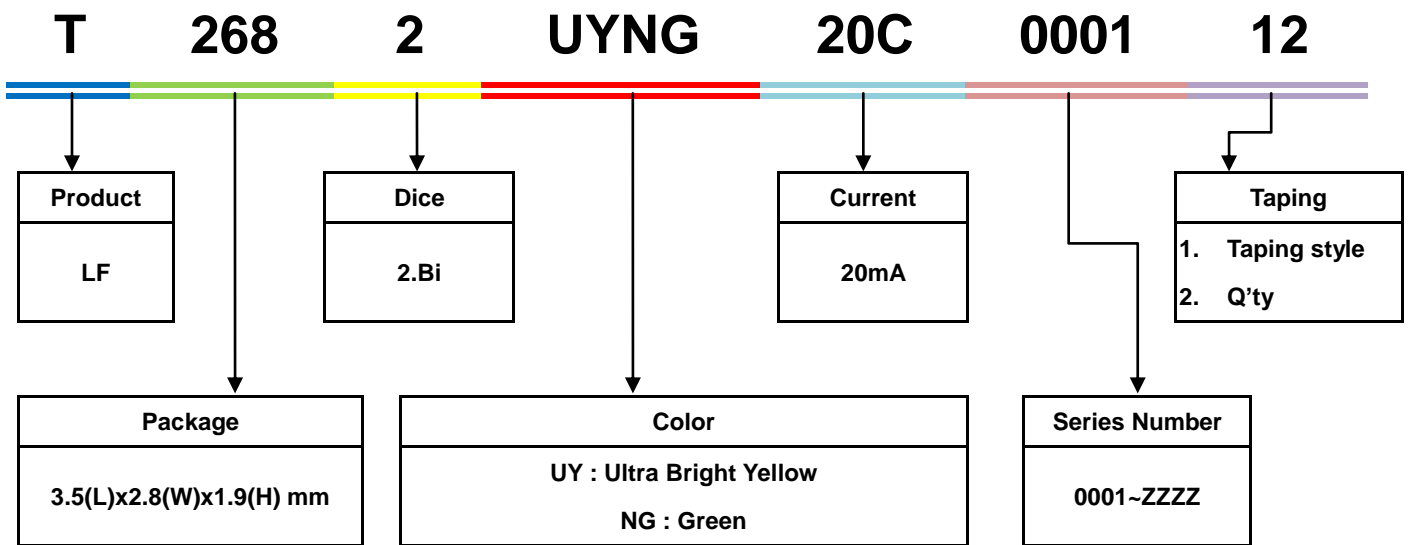 T 268 2 UYNG 20C 0001 12
Product
LF
Dice
2.Bi
Current
20mA
Taping
1. Taping style
2. Q’ty
Package
3.5(L)x2.8(W)x1.9(H) mm
Color
UY : Ultra Bright Yellow
NG : Green
Series Number
0001~ZZZZ